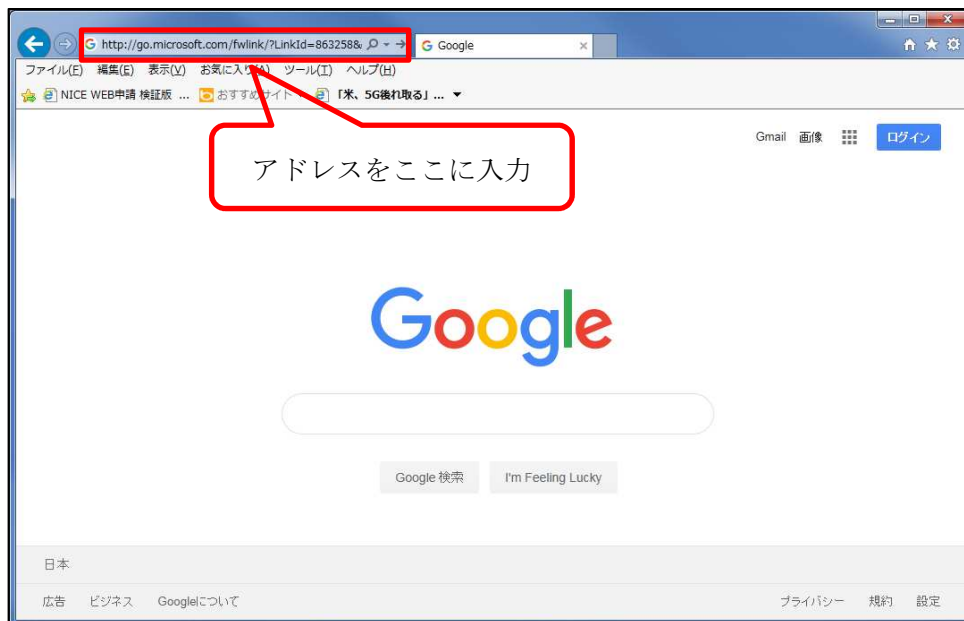 http://go.microsoft.com/fwlink/?LinkId=863258& Google
ファイル(E) 編集(E) 表示(V) お気に入り(A) ツール(T) ヘルプ(H)
NICE WEB申請 検証版 ... おすすめサイト 「米、5G後れ取る」...
アドレスをここに入力
Gmail 画像 ログイン
Google
Google 検索 I'm Feeling Lucky
日本
広告 ビジネス Googleについて プライバシー 規約 設定